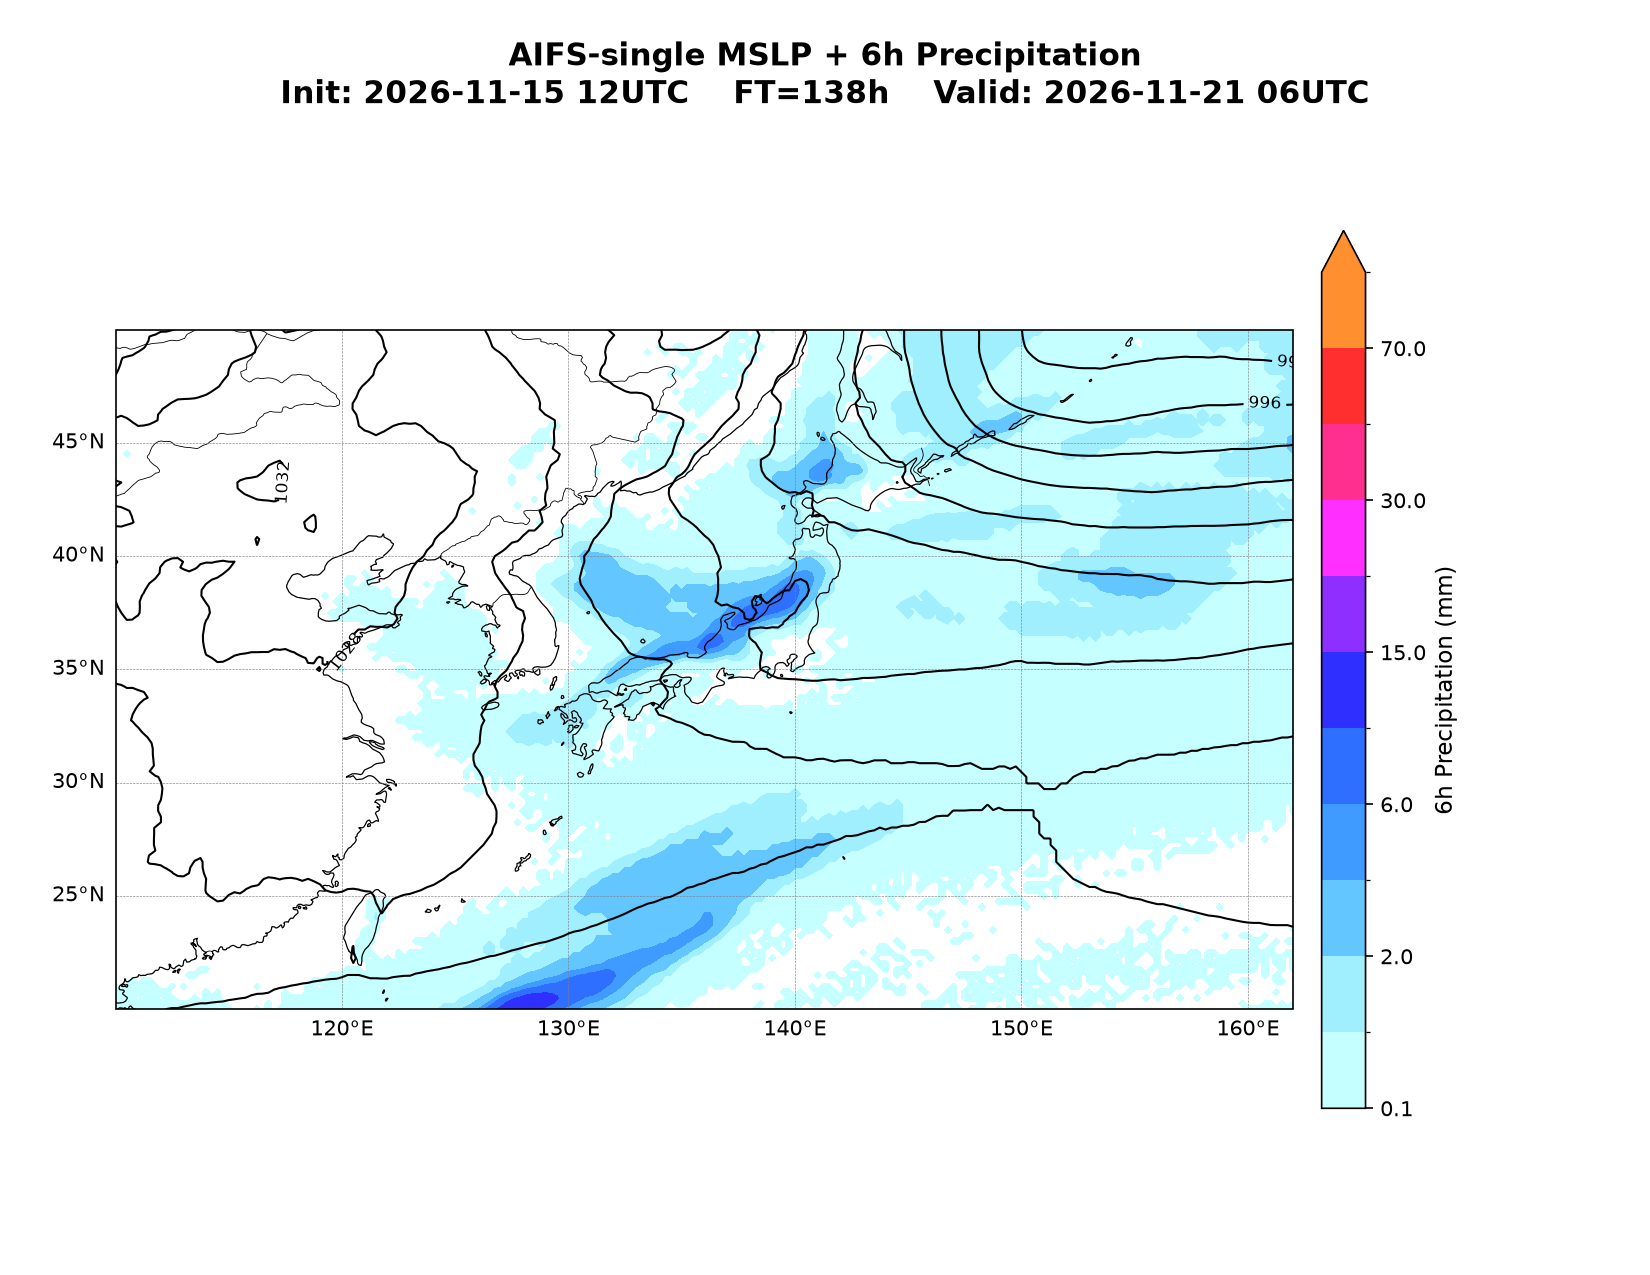 AIFS-single MSLP + 6h Precipitation
Init: 2026-11-15 12UTC    FT=138h    Valid: 2026-11-21 06UTC
70.0
30.0
15.0
6.0
2.0
0.1
6h Precipitation (mm)
996
1032
45°N
40°N
35°N
30°N
25°N
120°E
130°E
140°E
150°E
160°E